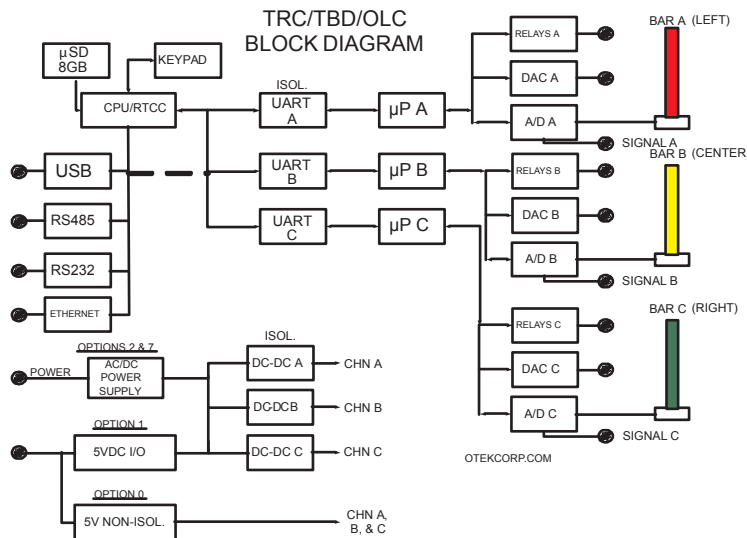 TRC/TBD/OLC
BLOCK DIAGRAM
BAR A (LEFT)
µSD
8GB
KEYPAD
RELAYS A
CPU/RTCC
ISOL.
UART
A
µP A
DAC A
A/D A
SIGNAL A
BAR B (CENTER
USB
UART
B
µP B
RELAYS B
RS485
UART
C
µP C
DAC B
RS232
A/D B
SIGNAL B
ETHERNET
BAR C (RIGHT)
RELAYS C
OPTIONS 2 & 7
ISOL.
POWER
AC/DC
POWER
SUPPLY
DC-DC A
CHN A
DAC C
DC-DCB
CHN B
A/D C
OPTION 1
SIGNAL C
5VDC I/O
DC-DC C
CHN C
OTEKCORP.COM
OPTION 0
5V NON-ISOL.
CHN A,
B, & C